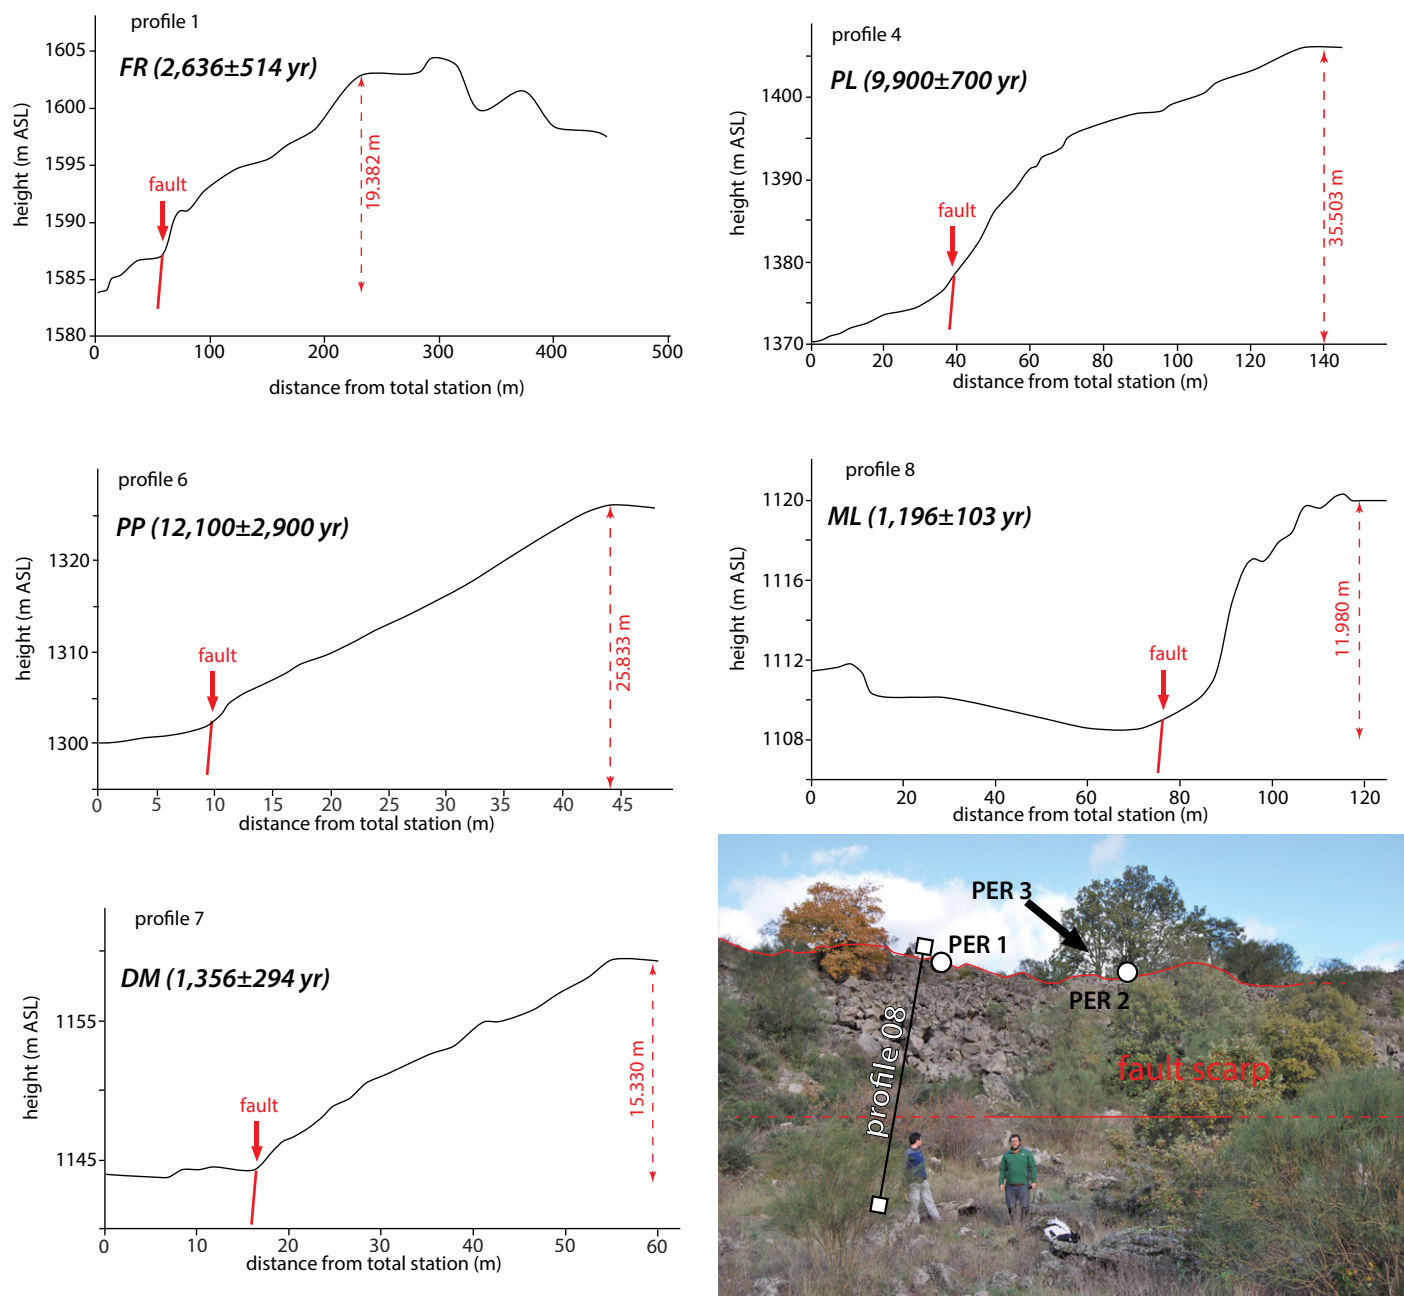 profile 1
FR (2,636±514 yr)
height (m ASL)
1605
1600
1595
1590
1585
1580
fault
19.382 m
0 100 200 300 400 500
distance from total station (m)
profile 4
PL (9,900±700 yr)
height (m ASL)
1400
1390
1380
1370
fault
35.503 m
0 20 40 60 80 100 120 140
distance from total station (m)
profile 6
PP (12,100±2,900 yr)
height (m ASL)
1320
1310
1300
fault
25.833 m
0 5 10 15 20 25 30 35 40 45
distance from total station (m)
profile 8
ML (1,196±103 yr)
height (m ASL)
1120
1116
1112
1108
fault
11.980 m
0 20 40 60 80 100 120
distance from total station (m)
profile 7
DM (1,356±294 yr)
height (m ASL)
1155
1145
fault
15.330 m
0 10 20 30 40 50 60
distance from total station (m)
PER 3
PER 1
PER 2
profile 08
fault scarp